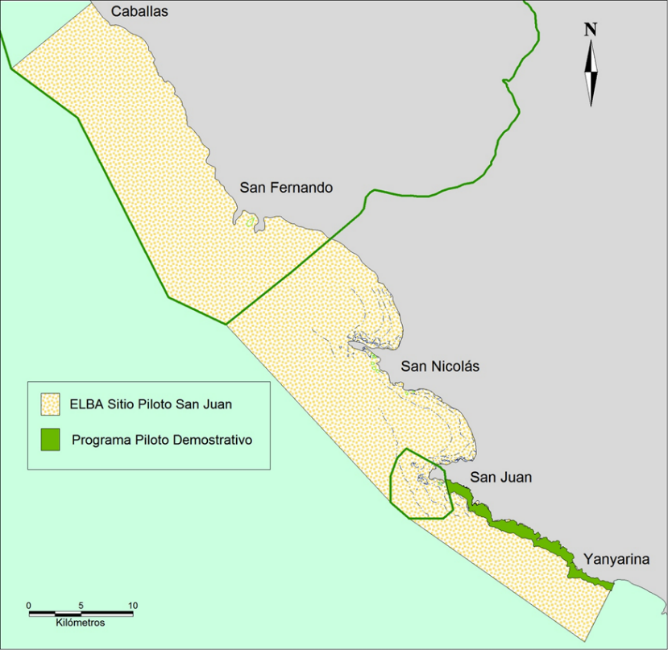 Caballas
N
San Fernando
San Nicolás
ELBA Sitio Piloto San Juan
Programa Piloto Demostrativo
San Juan
Yanyarina
0 5 10
Kilómetros